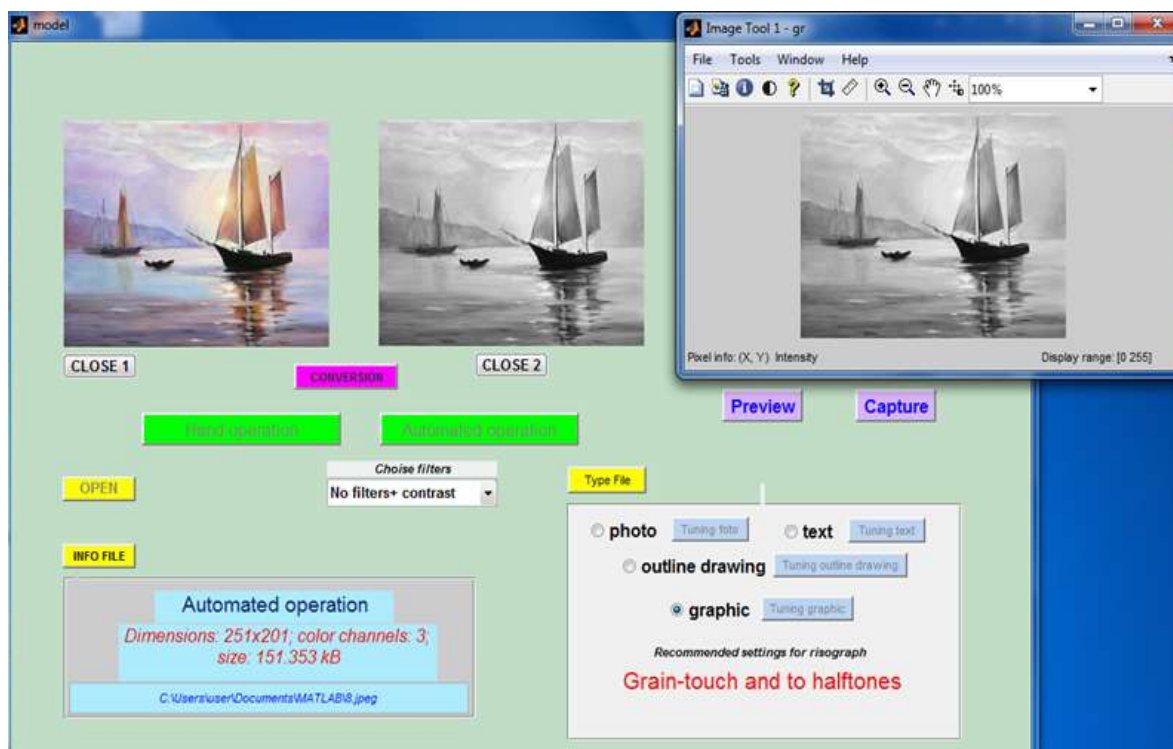 model
Image Tool 1 - gr
File Tools Window Help
100%
Pixel info: (X, Y) Intensity
Display range: [0 255]
CLOSE 1
CLOSE 2
CONVERSION
Preview
Capture
Hand operation
Automated operation
Choise filters
No filters+ contrast
OPEN
Type File
photo
Tuning foto
text
Tuning text
outline drawing
Tuning outline drawing
graphic
Tuning graphic
Recommended settings for risograph
Grain-touch and to halftones
INFO FILE
Automated operation
Dimensions: 251x201; color channels: 3;
size: 151.353 kB
C:\Users\user\Documents\MATLAB\8.jpeg